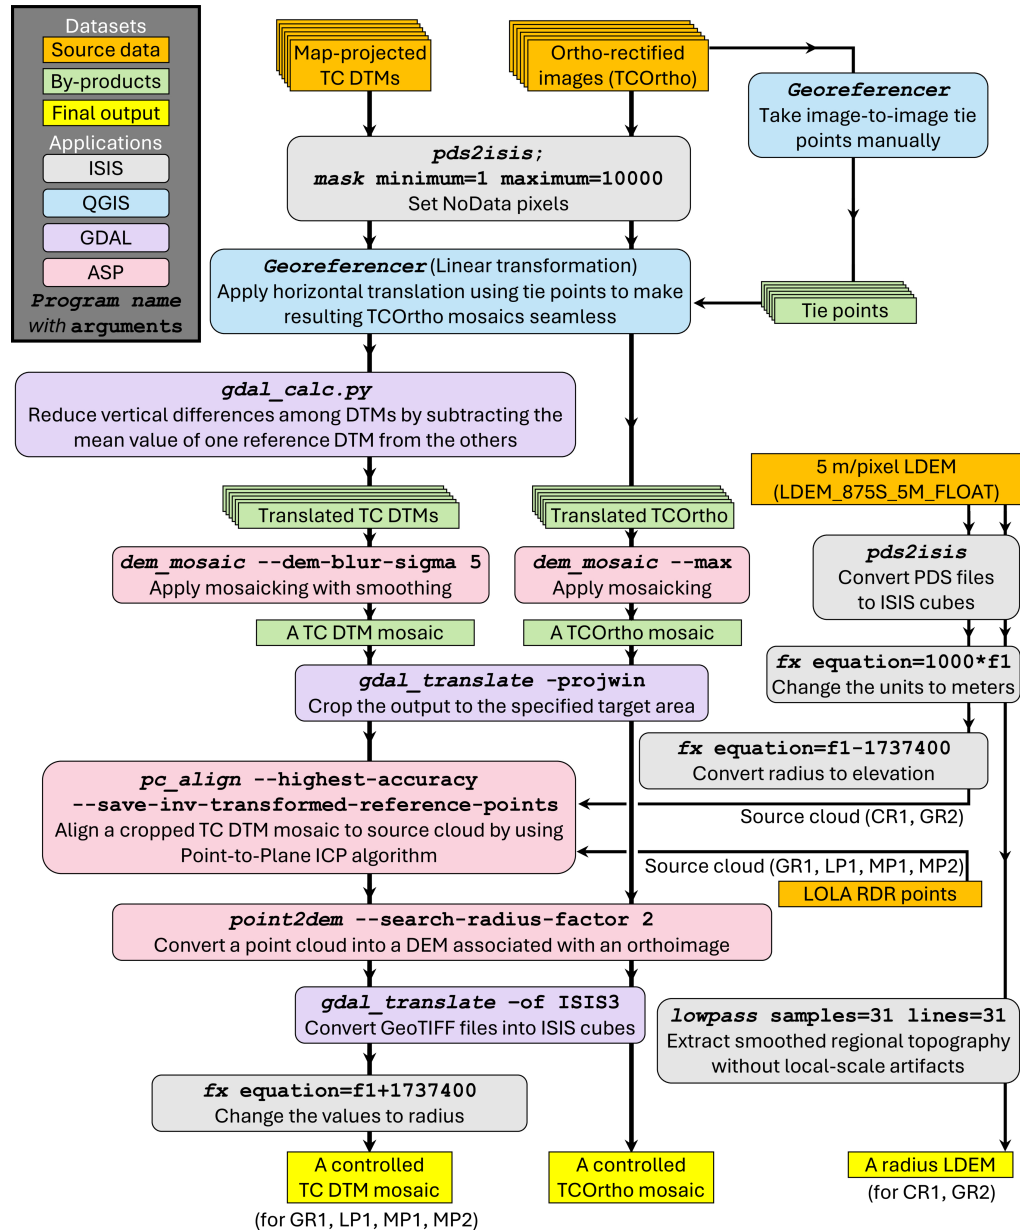 Datasets
Source data
By-products
Final output
Applications
ISIS
QGIS
GDAL
ASP
Program name
with arguments
Map-projected
TC DTMs
Ortho-rectified
images (TCOrtho)
Georeferencer
Take image-to-image tie
points manually
pds2isis;
mask minimum=1 maximum=10000
Set NoData pixels
Georeferencer (Linear transformation)
Apply horizontal translation using tie points to make
resulting TCOrtho mosaics seamless
Tie points
gdal_calc.py
Reduce vertical differences among DTMs by subtracting the
mean value of one reference DTM from the others
5 m/pixel LDEM
(LDEM_875S_5M_FLOAT)
Translated TC DTMs
Translated TCOrtho
dem_mosaic --dem-blur-sigma 5
Apply mosaicking with smoothing
dem_mosaic --max
Apply mosaicking
pds2isis
Convert PDS files
to ISIS cubes
A TC DTM mosaic
A TCOrtho mosaic
fx equation=1000*f1
Change the units to meters
gdal_translate -projwin
Crop the output to the specified target area
fx equation=f1-1737400
Convert radius to elevation
pc_align --highest-accuracy
--save-inv-transformed-reference-points
Align a cropped TC DTM mosaic to source cloud by using
Point-to-Plane ICP algorithm
Source cloud (CR1, GR2)
Source cloud (GR1, LP1, MP1, MP2)
LOLA RDR points
point2dem --search-radius-factor 2
Convert a point cloud into a DEM associated with an orthoimage
gdal_translate –of ISIS3
Convert GeoTIFF files into ISIS cubes
lowpass samples=31 lines=31
Extract smoothed regional topography
without local-scale artifacts
fx equation=f1+1737400
Change the values to radius
A controlled
TC DTM mosaic
(for GR1, LP1, MP1, MP2)
A controlled
TCOrtho mosaic
A radius LDEM
(for CR1, GR2)